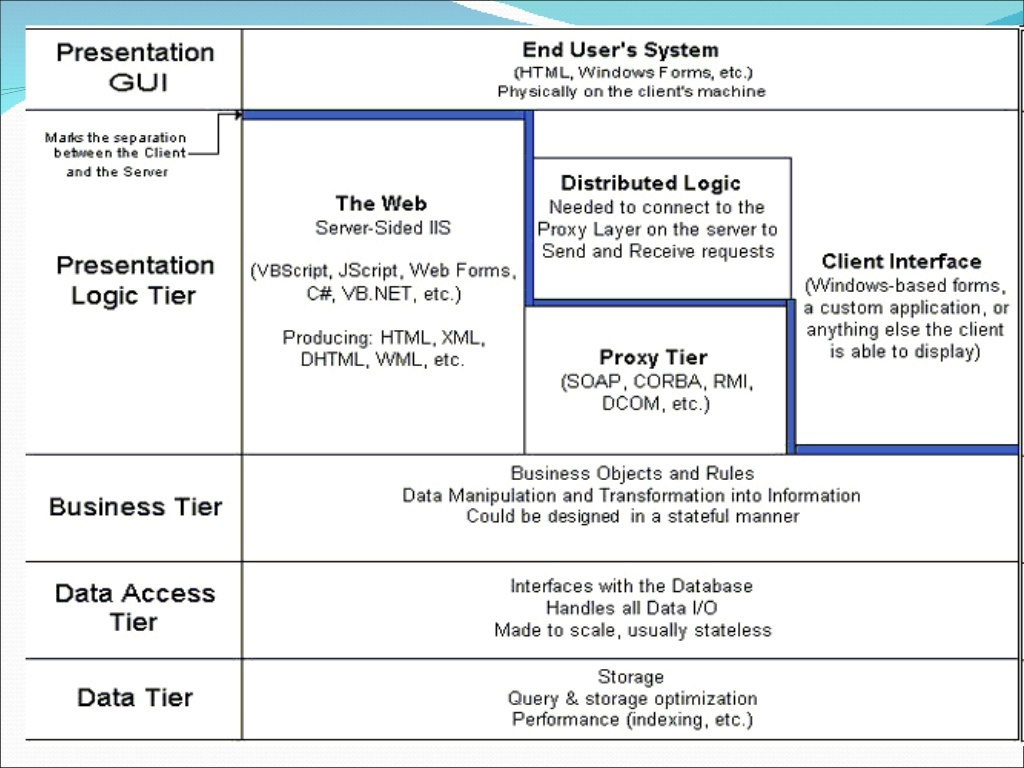 Presentation
GUI
End User's System
(HTML, Windows Forms, etc.)
Physically on the client's machine
Marks the separation
between the Client
and the Server
Presentation
Logic Tier
The Web
Server-Sided IIS
(VBScript, JScript, Web Forms,
C#, VB.NET, etc.)
Producing: HTML, XML,
DHTML, WML, etc.
Distributed Logic
Needed to connect to the
Proxy Layer on the server to
Send and Receive requests
Proxy Tier
(SOAP, CORBA, RMI,
DCOM, etc.)
Client Interface
(Windows-based forms,
a custom application, or
anything else the client
is able to display)
Business Tier
Business Objects and Rules
Data Manipulation and Transformation into Information
Could be designed in a stateful manner
Data Access
Tier
Interfaces with the Database
Handles all Data I/O
Made to scale, usually stateless
Data Tier
Storage
Query & storage optimization
Performance (indexing, etc.)